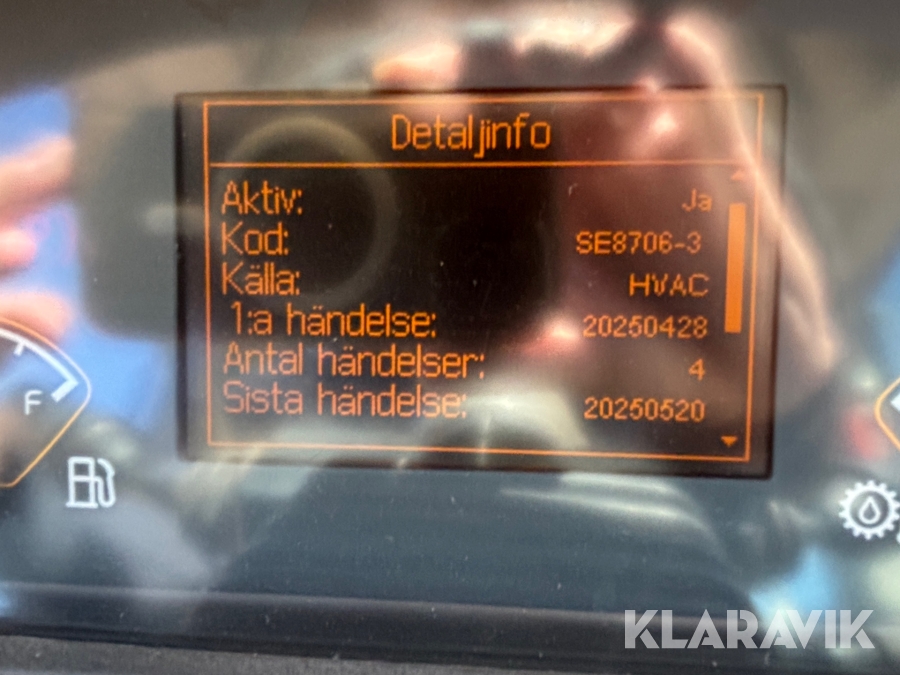 Detaljinfo
Aktiv: Ja
Kod: SE8706-3
Källa: HVAC
1:a händelse: 20250428
Antal händelser: 4
Sista händelse: 20250520
F
KLARAVIK